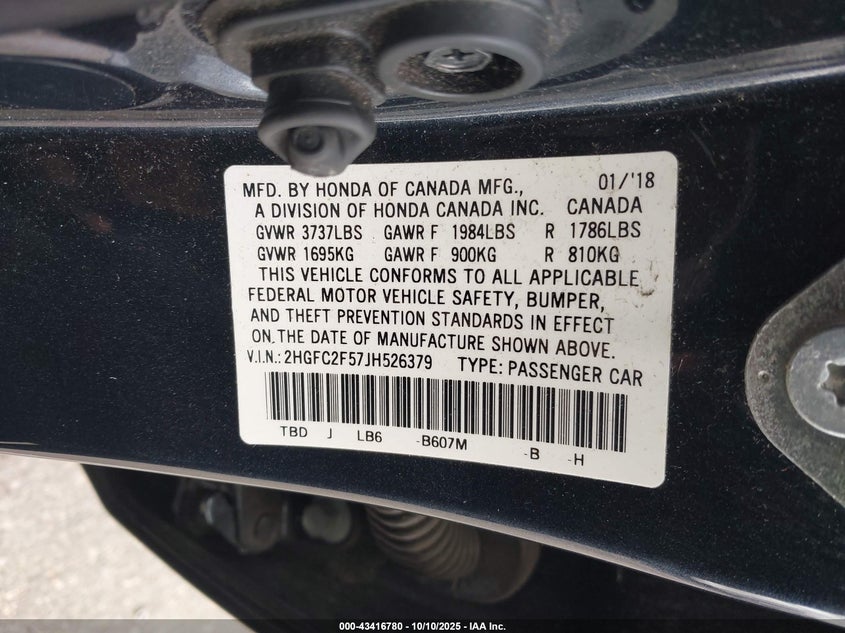 MFD. BY HONDA OF CANADA MFG., 01/'18
A DIVISION OF HONDA CANADA INC. CANADA
GVWR 3737LBS GAWR F 1984LBS R 1786LBS
GVWR 1695KG GAWR F 900KG R 810KG
THIS VEHICLE CONFORMS TO ALL APPLICABLE
FEDERAL MOTOR VEHICLE SAFETY, BUMPER,
AND THEFT PREVENTION STANDARDS IN EFFECT
ON THE DATE OF MANUFACTURE SHOWN ABOVE.
V.I.N.: 2HGFC2F57JH526379 TYPE: PASSENGER CAR
TBD J LB6 -B607M -B -H
000-43416780 - 10/10/2025 - IAA Inc.